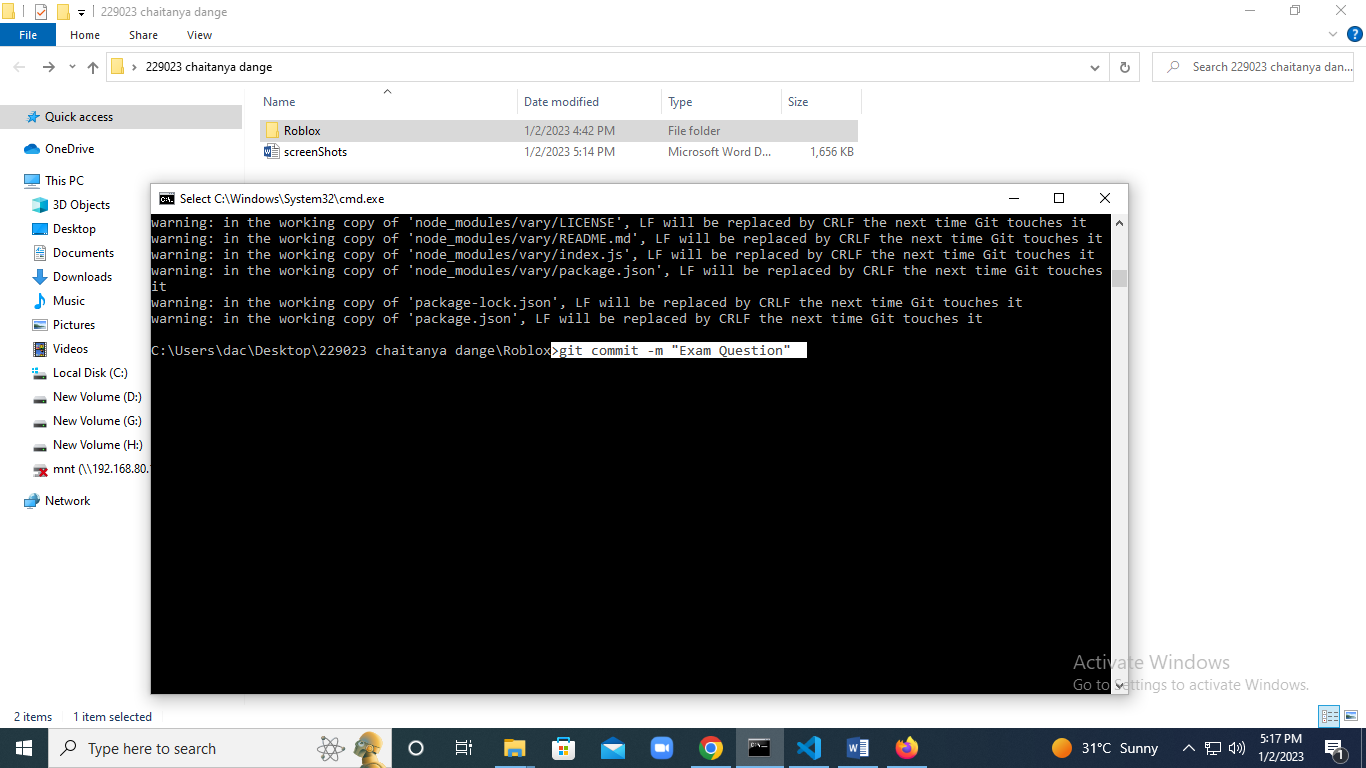 229023 chaitanya dange
File Home Share View
229023 chaitanya dange
Search 229023 chaitanya dan...
Name Date modified Type Size
Quick access
Roblox 1/2/2023 4:42 PM File folder
screenShots 1/2/2023 5:14 PM Microsoft Word D... 1,656 KB
OneDrive
This PC
3D Objects
Desktop
Documents
Downloads
Music
Pictures
Videos
Local Disk (C:)
New Volume (D:)
New Volume (G:)
New Volume (H:)
mnt (\\192.168.80.
Network
Select C:\Windows\System32\cmd.exe
warning: in the working copy of 'node_modules/vary/LICENSE', LF will be replaced by CRLF the next time Git touches it
warning: in the working copy of 'node_modules/vary/README.md', LF will be replaced by CRLF the next time Git touches it
warning: in the working copy of 'node_modules/vary/index.js', LF will be replaced by CRLF the next time Git touches it
warning: in the working copy of 'node_modules/vary/package.json', LF will be replaced by CRLF the next time Git touches
it
warning: in the working copy of 'package-lock.json', LF will be replaced by CRLF the next time Git touches it
warning: in the working copy of 'package.json', LF will be replaced by CRLF the next time Git touches it
C:\Users\dac\Desktop\229023 chaitanya dange\Roblox>git commit -m "Exam Question"
Activate Windows
Go to Settings to activate Windows.
2 items 1 item selected
Type here to search
31°C Sunny
5:17 PM
1/2/2023
1